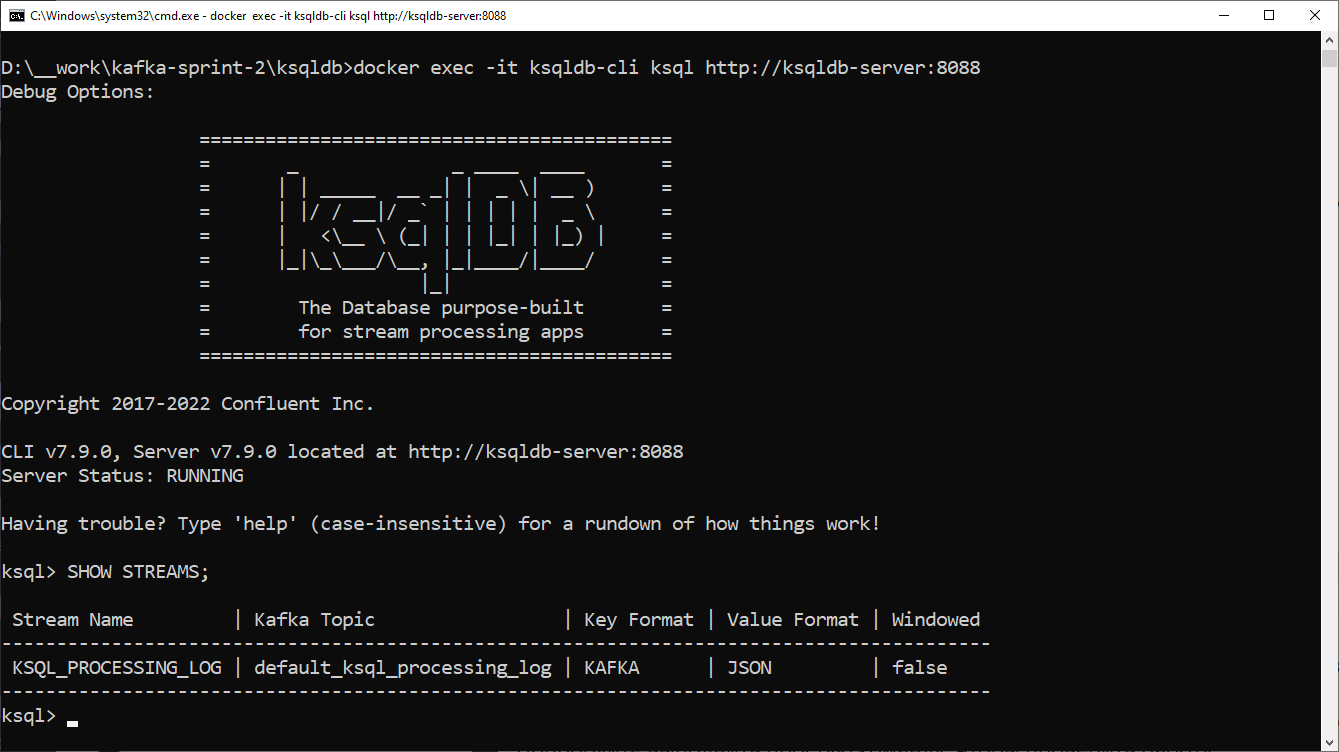 C:\Windows\system32\cmd.exe - docker exec -it ksqldb-cli ksql http://ksqldb-server:8088
D:\__work\kafka-sprint-2\ksqldb>docker exec -it ksqldb-cli ksql http://ksqldb-server:8088
Debug Options:
===========================================
=       _              _ ____  ____       =
=      | | _____  __ _| |  _ \| __ )      =
=      | |/ / __|/ _` | | | | |  _ \      =
=      |   <\__ \ (_| | | |_| | |_) |     =
=      |_|\_\___/\__, |_|____/|____/      =
=                   |_|                   =
=        The Database purpose-built       =
=        for stream processing apps       =
===========================================
Copyright 2017-2022 Confluent Inc.
CLI v7.9.0, Server v7.9.0 located at http://ksqldb-server:8088
Server Status: RUNNING
Having trouble? Type 'help' (case-insensitive) for a rundown of how things work!
ksql> SHOW STREAMS;
 Stream Name         | Kafka Topic                 | Key Format | Value Format | Windowed
------------------------------------------------------------------------------------------
 KSQL_PROCESSING_LOG | default_ksql_processing_log | KAFKA      | JSON         | false
------------------------------------------------------------------------------------------
ksql>